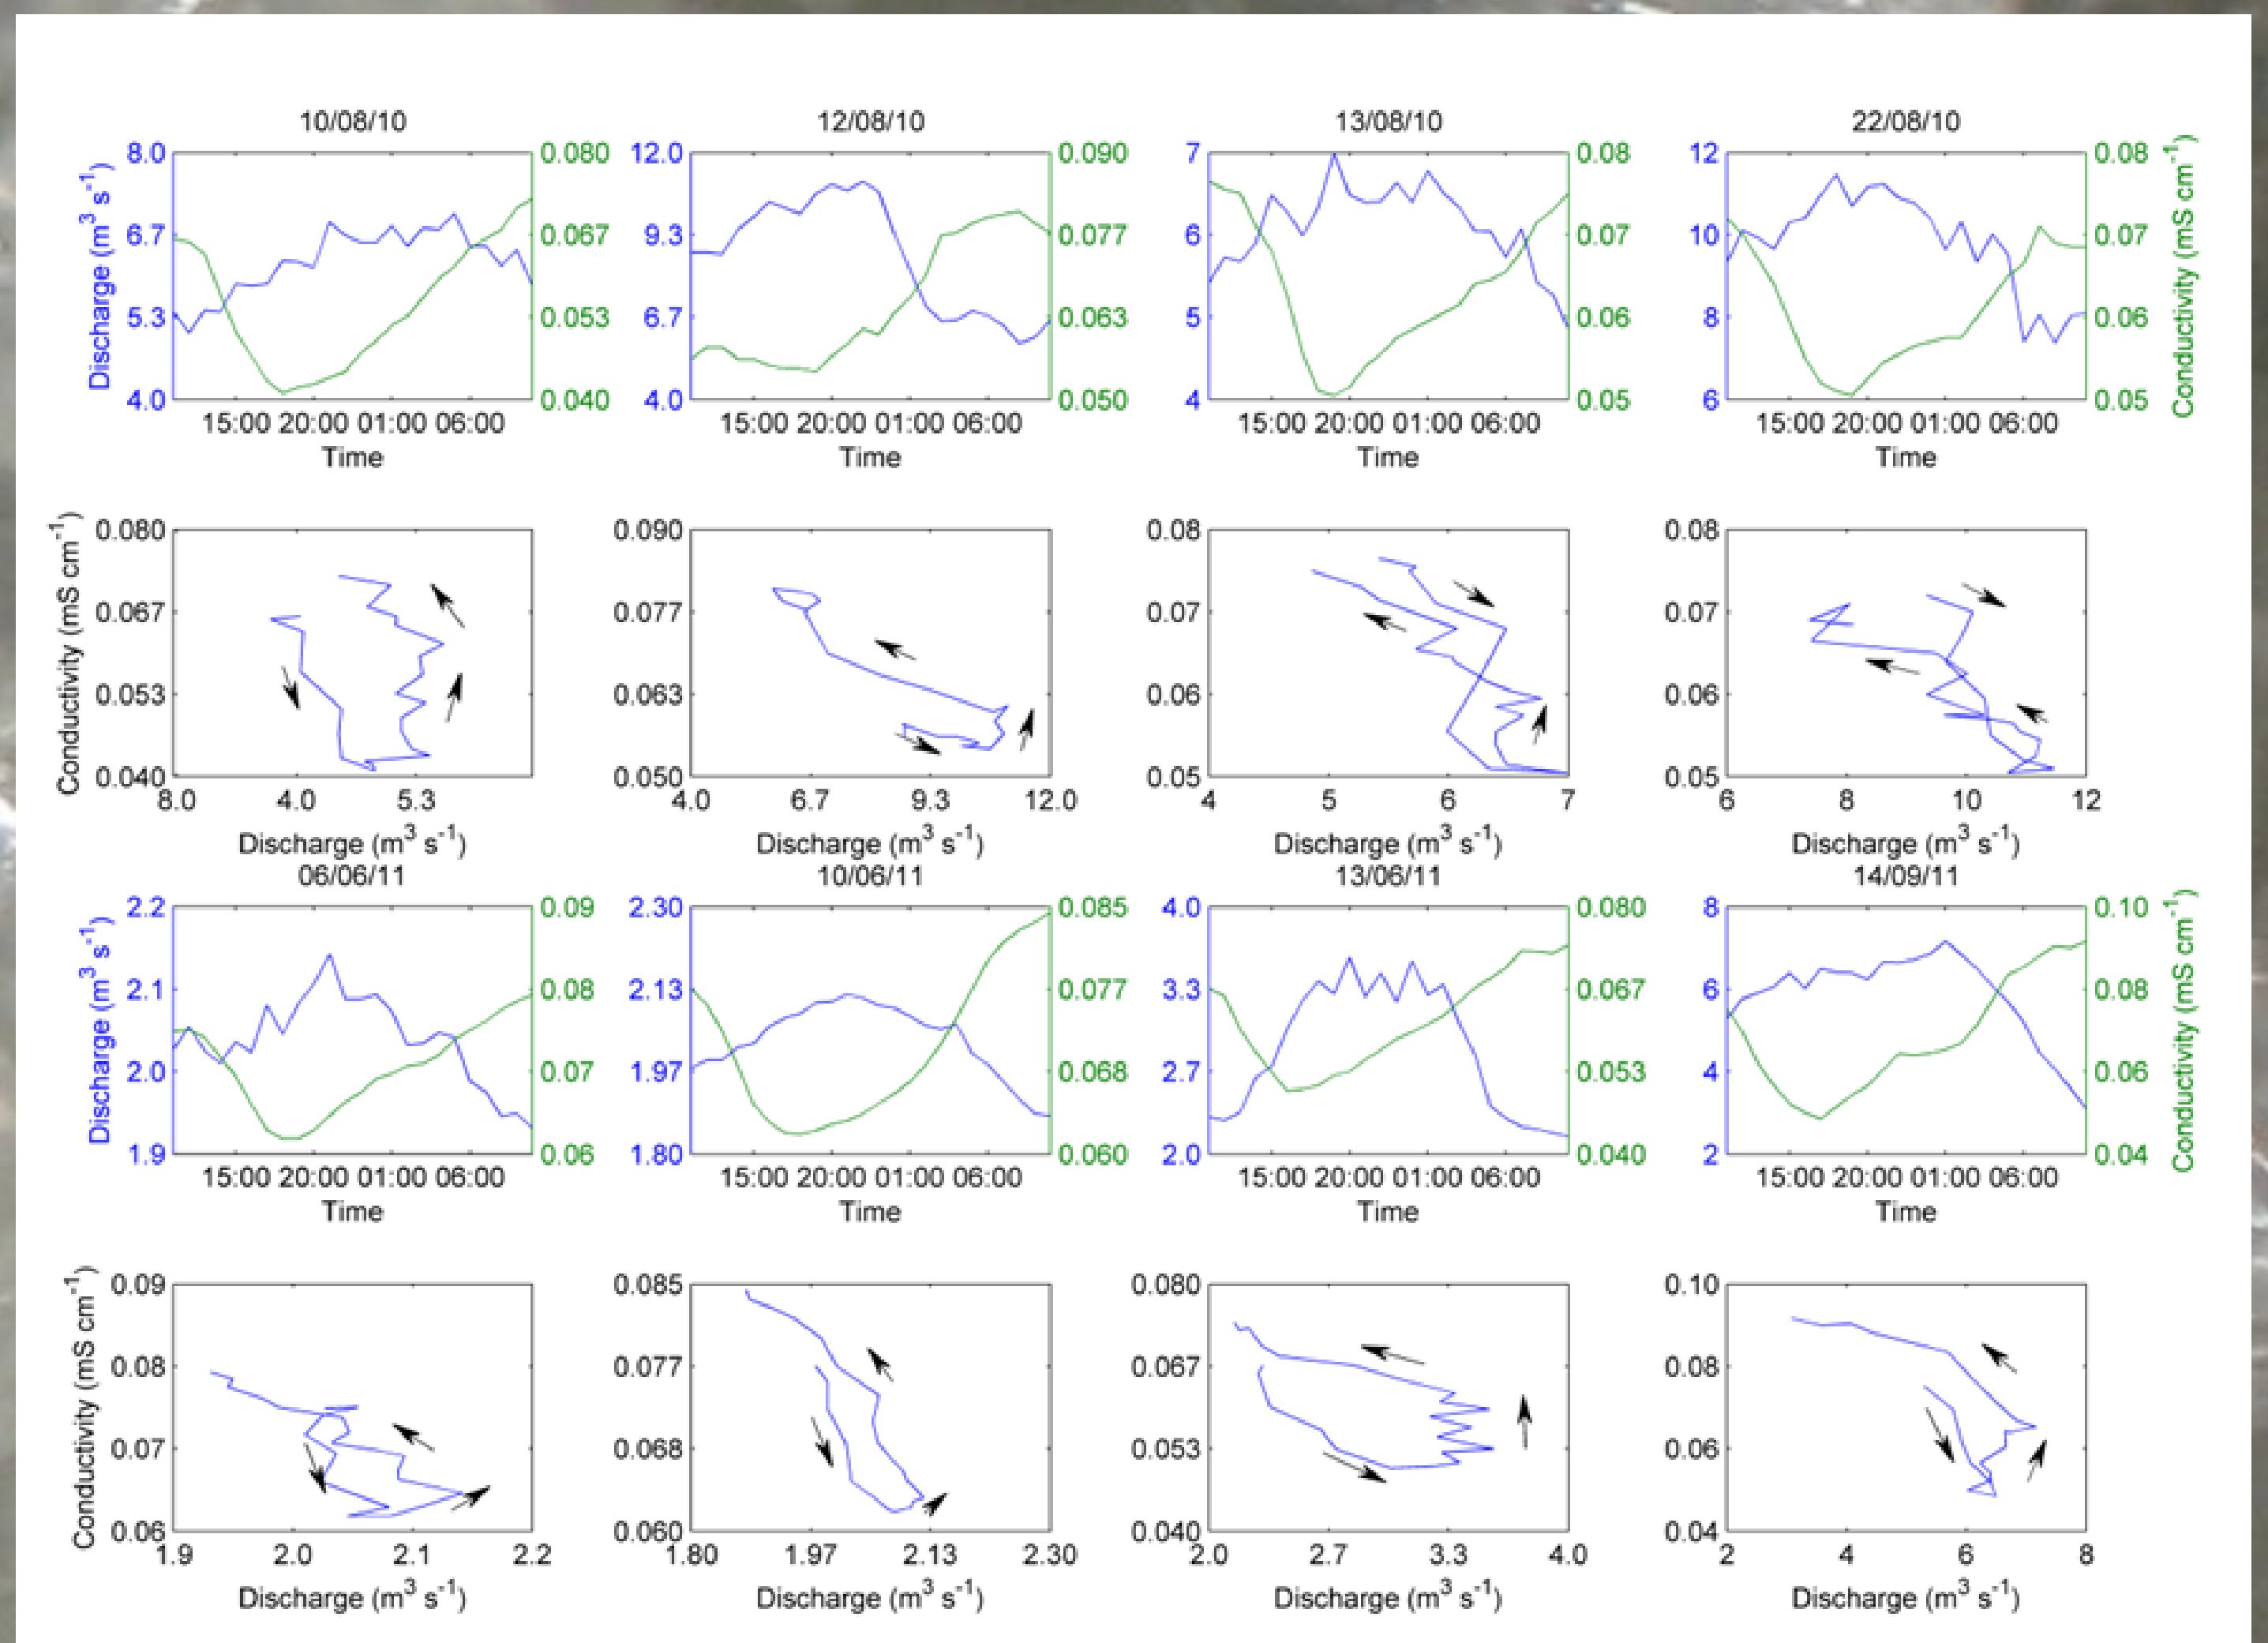 10/08/10 12/08/10 13/08/10 22/08/10
Discharge (m³ s⁻¹)
8.0 6.7 5.3 4.0
0.080 0.067 0.053 0.040
12.0 9.3 6.7 4.0
0.090 0.077 0.063 0.050
7 6 5 4
0.08 0.07 0.06 0.05
12 10 8 6
0.08 0.07 0.06 0.05
Conductivity (mS cm⁻¹)
15:00 20:00 01:00 06:00 15:00 20:00 01:00 06:00 15:00 20:00 01:00 06:00 15:00 20:00 01:00 06:00
Time Time Time Time
Conductivity (mS cm⁻¹)
0.080 0.067 0.053 0.040
0.090 0.077 0.063 0.050
0.08 0.07 0.06 0.05
0.08 0.07 0.06 0.05
8.0 4.0 5.3 4.0 6.7 9.3 12.0 4 5 6 7 6 8 10 12
Discharge (m³ s⁻¹) Discharge (m³ s⁻¹) Discharge (m³ s⁻¹) Discharge (m³ s⁻¹)
06/06/11 10/06/11 13/06/11 14/09/11
Discharge (m³ s⁻¹)
2.2 2.1 2.0 1.9
0.09 0.08 0.07 0.06
2.30 2.13 1.97 1.80
0.085 0.077 0.068 0.060
4.0 3.3 2.7 2.0
0.080 0.067 0.053 0.040
8 6 4 2
0.10 0.08 0.06 0.04
Conductivity (mS cm⁻¹)
15:00 20:00 01:00 06:00 15:00 20:00 01:00 06:00 15:00 20:00 01:00 06:00 15:00 20:00 01:00 06:00
Time Time Time Time
Conductivity (mS cm⁻¹)
0.09 0.08 0.07 0.06
0.085 0.077 0.068 0.060
0.080 0.067 0.053 0.040
0.10 0.08 0.06 0.04
1.9 2.0 2.1 2.2 1.80 1.97 2.13 2.30 2.0 2.7 3.3 4.0 2 4 6 8
Discharge (m³ s⁻¹) Discharge (m³ s⁻¹) Discharge (m³ s⁻¹) Discharge (m³ s⁻¹)